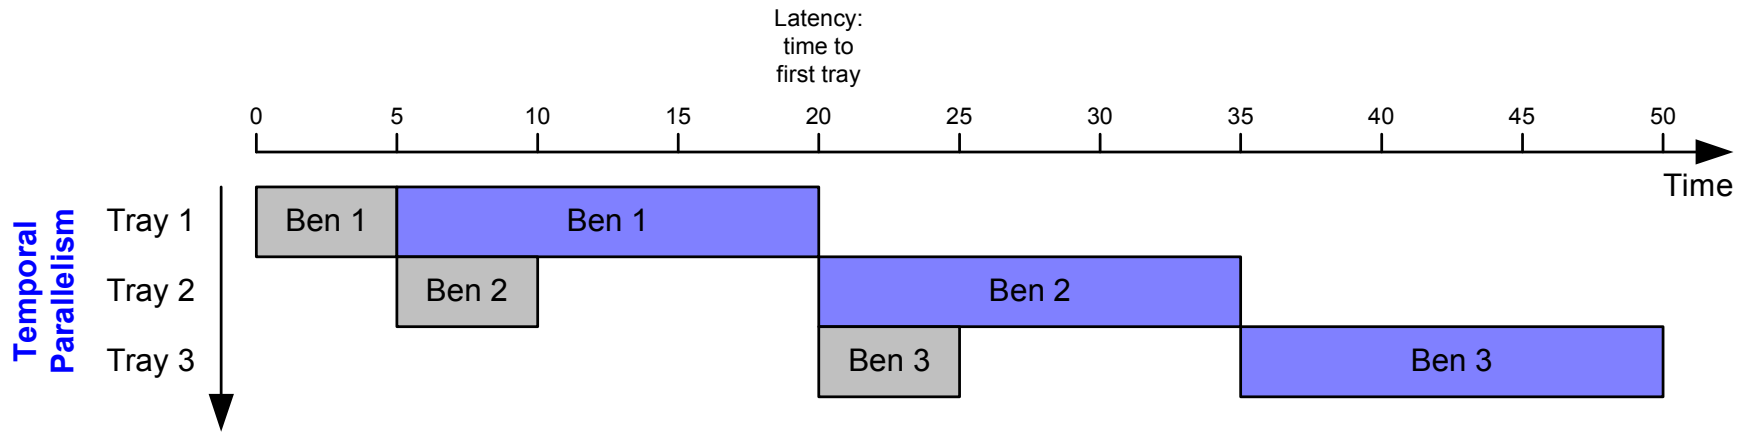 Latency:
time to
first tray
0 5 10 15 20 25 30 35 40 45 50
Time
Temporal
Parallelism
Tray 1 Ben 1 Ben 1
Tray 2 Ben 2 Ben 2
Tray 3 Ben 3 Ben 3